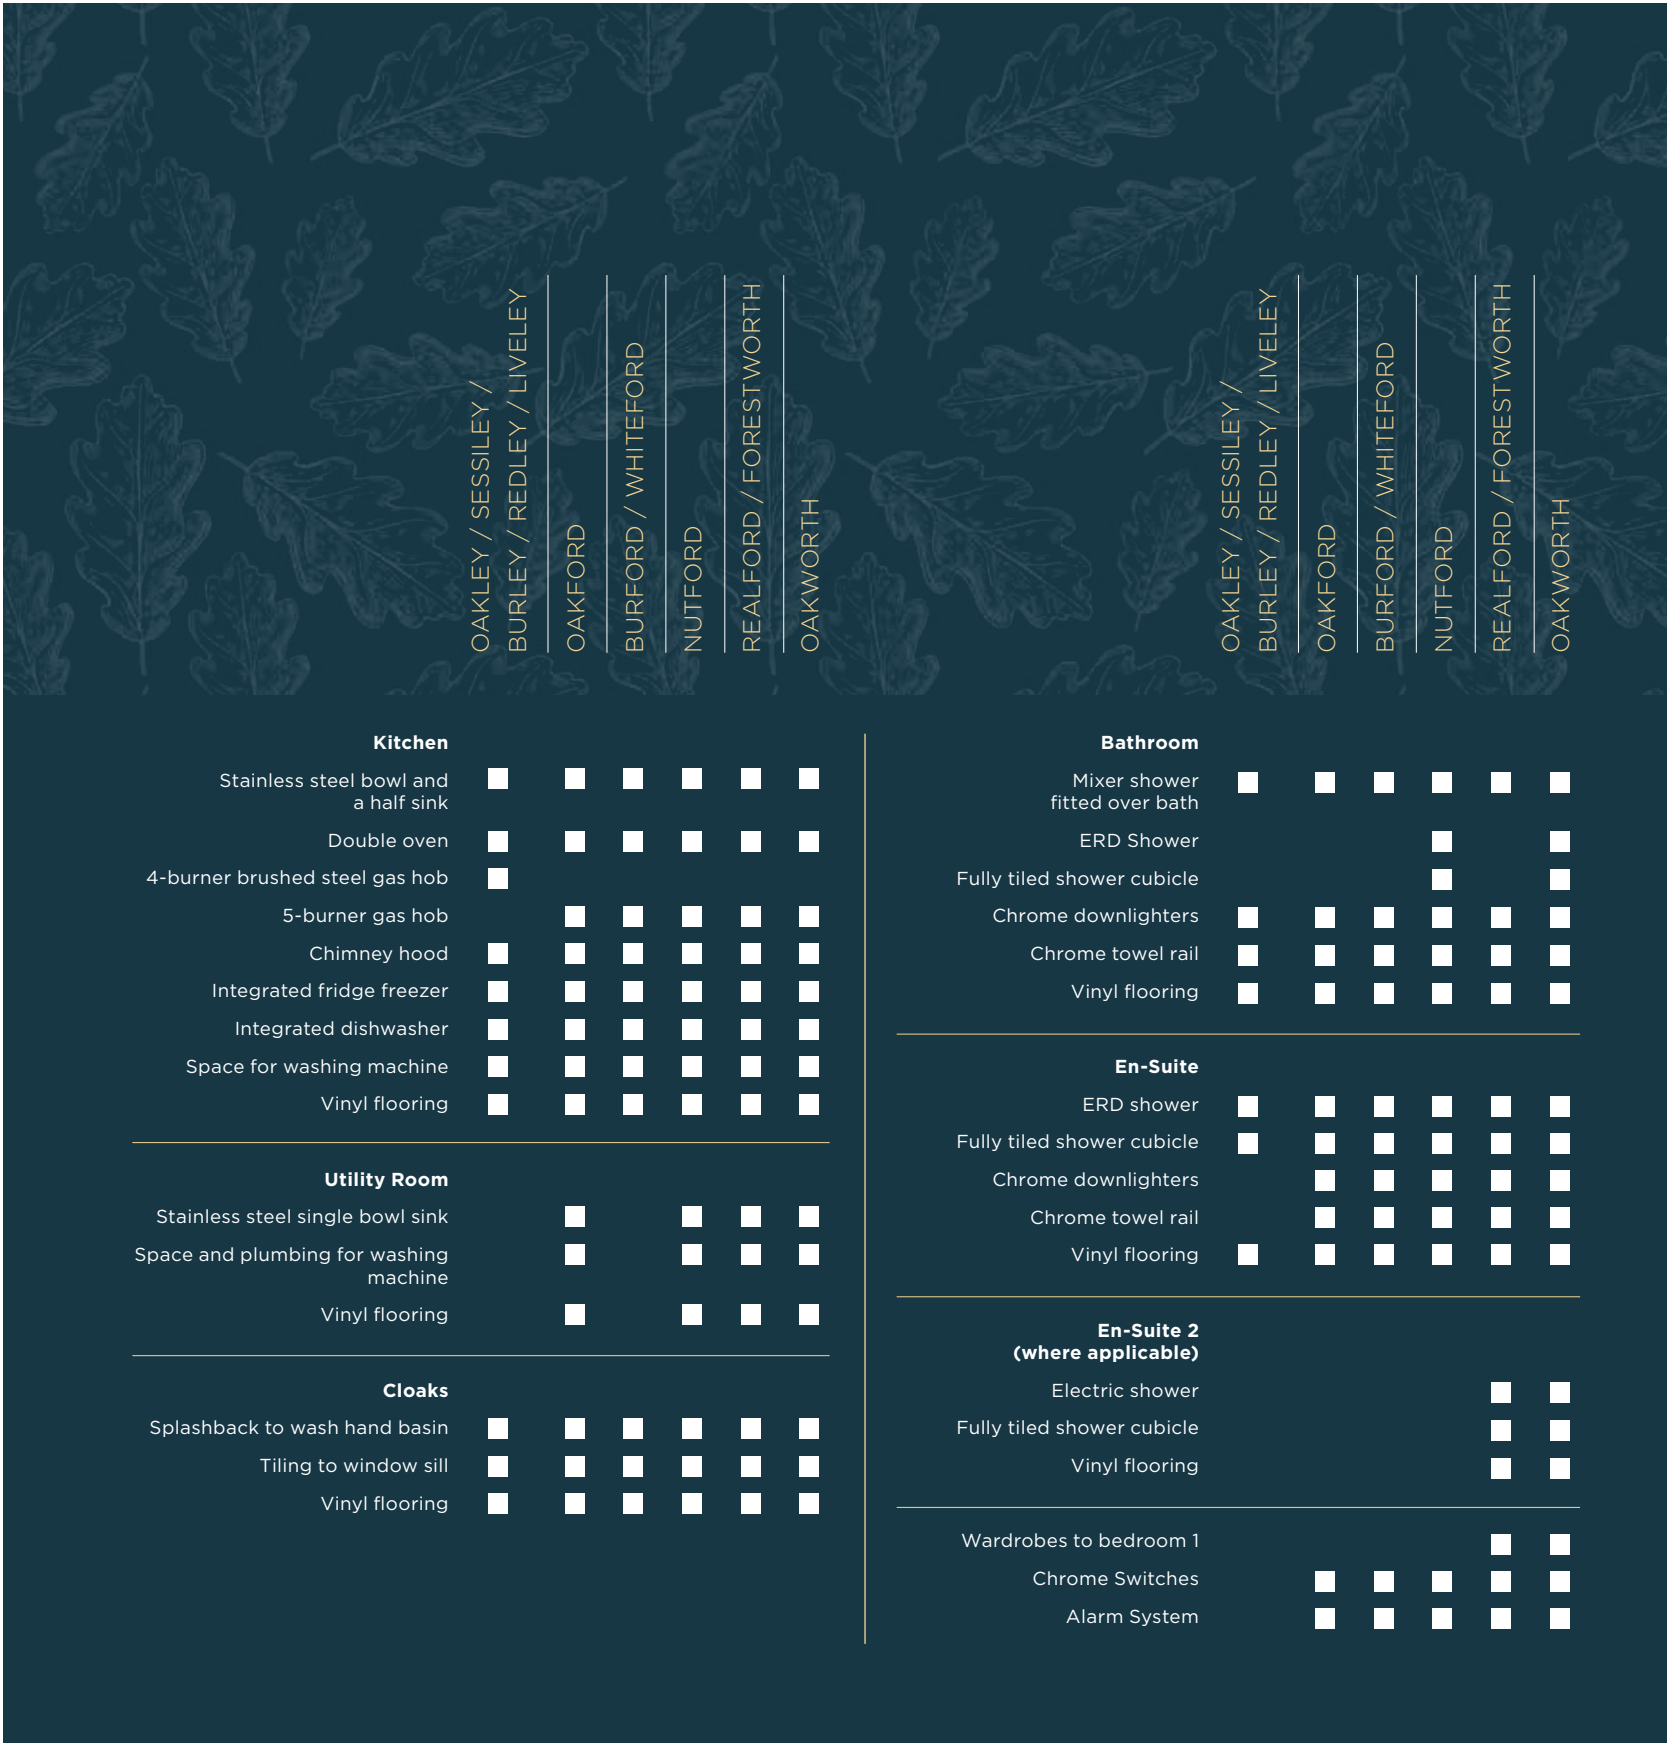 OAKLEY / SESSILEY /
BURLEY / REDLEY / LIVELEY
OAKFORD
BURFORD / WHITEFORD
NUTFORD
REALFORD / FORESTWORTH
OAKWORTH
Kitchen
Stainless steel bowl and
a half sink
Double oven
4-burner brushed steel gas hob
5-burner gas hob
Chimney hood
Integrated fridge freezer
Integrated dishwasher
Space for washing machine
Vinyl flooring
Utility Room
Stainless steel single bowl sink
Space and plumbing for washing
machine
Vinyl flooring
Cloaks
Splashback to wash hand basin
Tiling to window sill
Vinyl flooring
OAKLEY / SESSILEY /
BURLEY / REDLEY / LIVELEY
OAKFORD
BURFORD / WHITEFORD
NUTFORD
REALFORD / FORESTWORTH
OAKWORTH
Bathroom
Mixer shower
fitted over bath
ERD Shower
Fully tiled shower cubicle
Chrome downlighters
Chrome towel rail
Vinyl flooring
En-Suite
ERD shower
Fully tiled shower cubicle
Chrome downlighters
Chrome towel rail
Vinyl flooring
En-Suite 2
(where applicable)
Electric shower
Fully tiled shower cubicle
Vinyl flooring
Wardrobes to bedroom 1
Chrome Switches
Alarm System